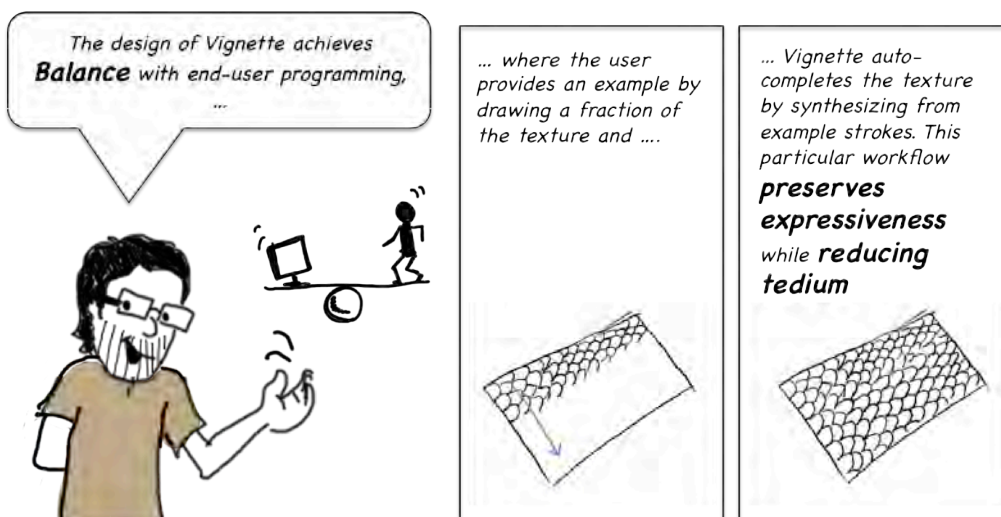 The design of Vignette achieves
Balance with end-user programming,
...
... where the user
provides an example by
drawing a fraction of
the texture and ....
... Vignette auto-
completes the texture
by synthesizing from
example strokes. This
particular workflow
preserves
expressiveness
while reducing
tedium